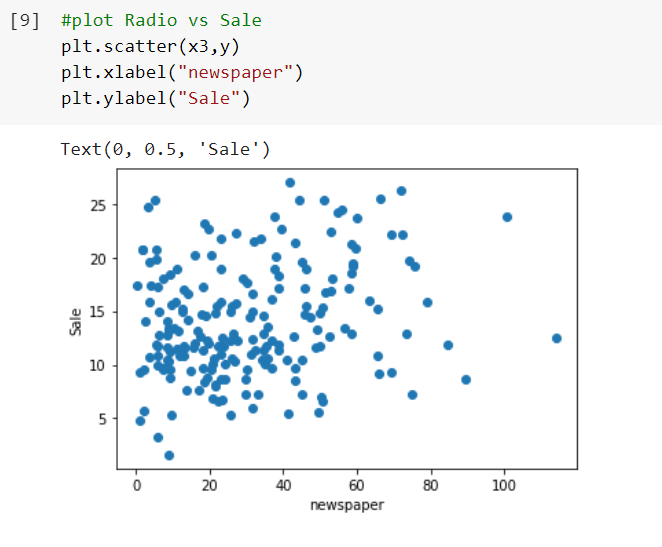 [9] #plot Radio vs Sale
plt.scatter(x3,y)
plt.xlabel("newspaper")
plt.ylabel("Sale")
Text(0, 0.5, 'Sale')
25
20
15
10
5
Sale
0 20 40 60 80 100
newspaper